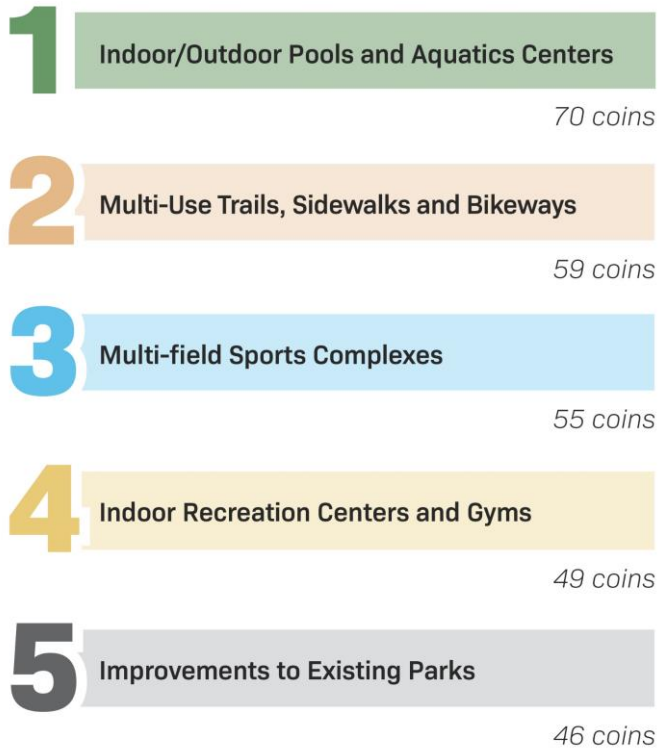 1
Indoor/Outdoor Pools and Aquatics Centers
70 coins
2
Multi-Use Trails, Sidewalks and Bikeways
59 coins
3
Multi-field Sports Complexes
55 coins
4
Indoor Recreation Centers and Gyms
49 coins
5
Improvements to Existing Parks
46 coins